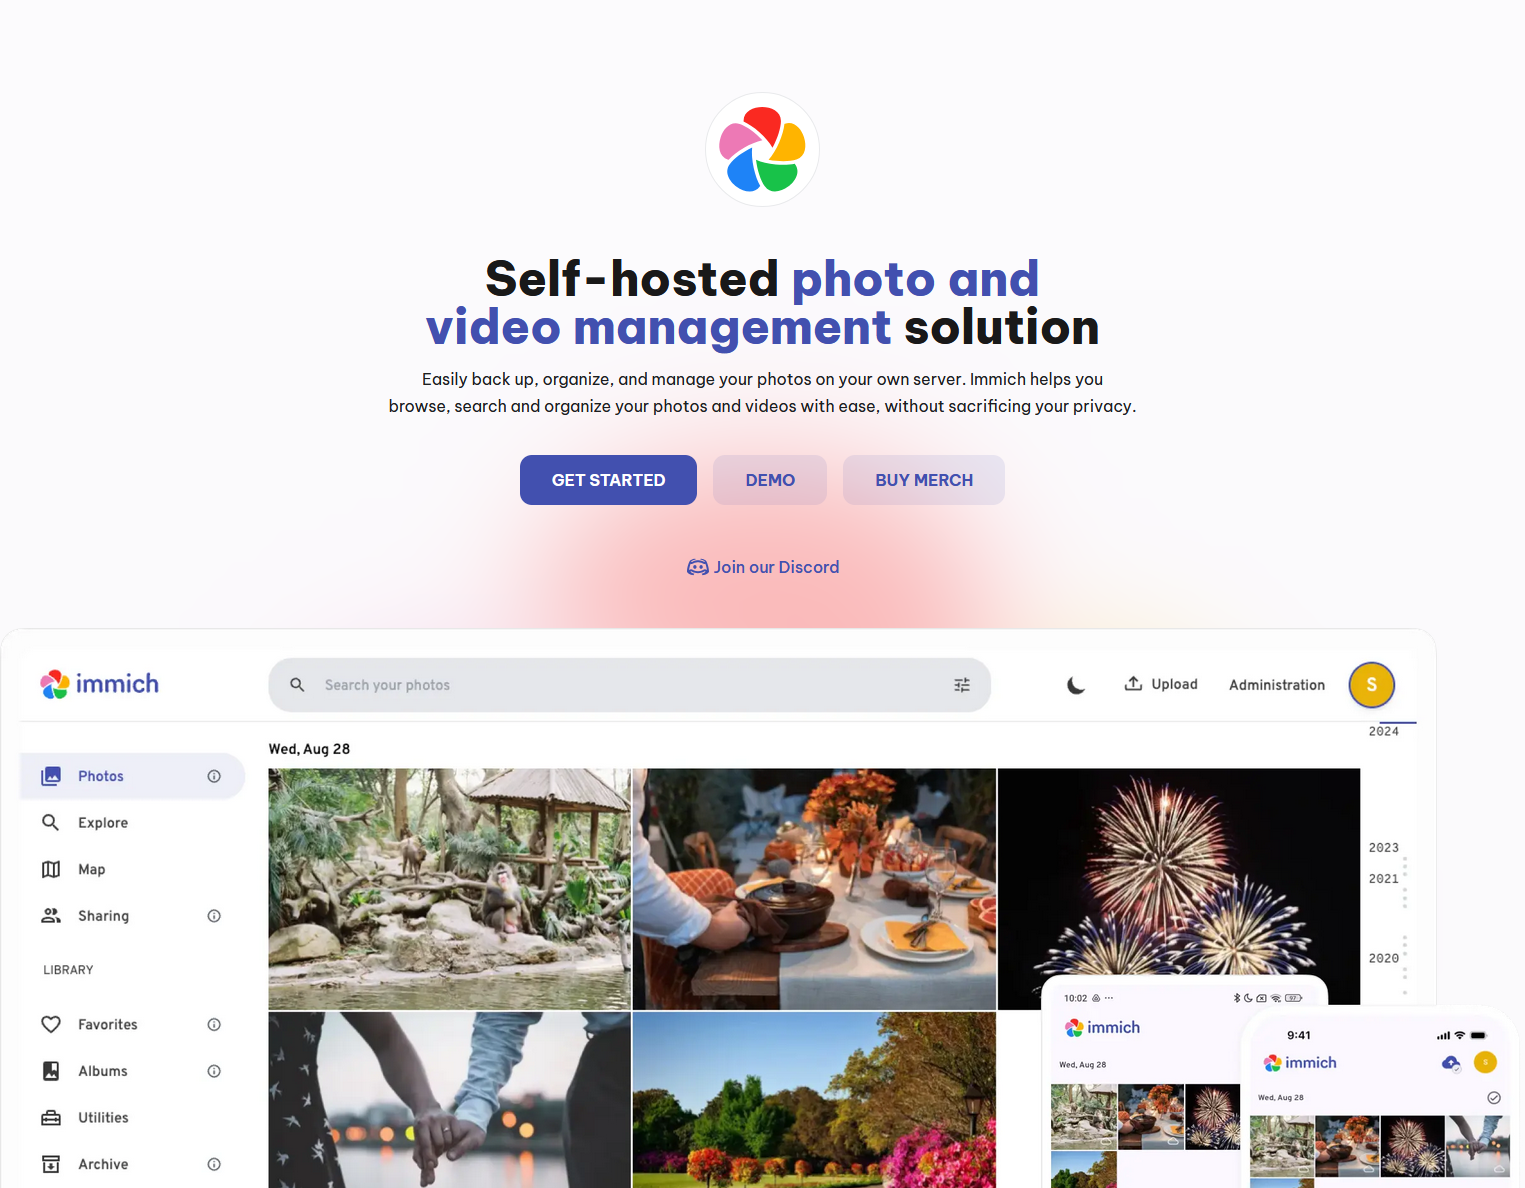 Self-hosted photo and
video management solution
Easily back up, organize, and manage your photos on your own server. Immich helps you
browse, search and organize your photos and videos with ease, without sacrificing your privacy.
GET STARTED
DEMO
BUY MERCH
Join our Discord
immich
Search your photos
Upload
Administration
S
Photos
Explore
Map
Sharing
LIBRARY
Favorites
Albums
Utilities
Archive
Wed, Aug 28
2024
2023
2021
2020
10:02
97
immich
Wed, Aug 28
9:41
immich
S
Wed, Aug 28